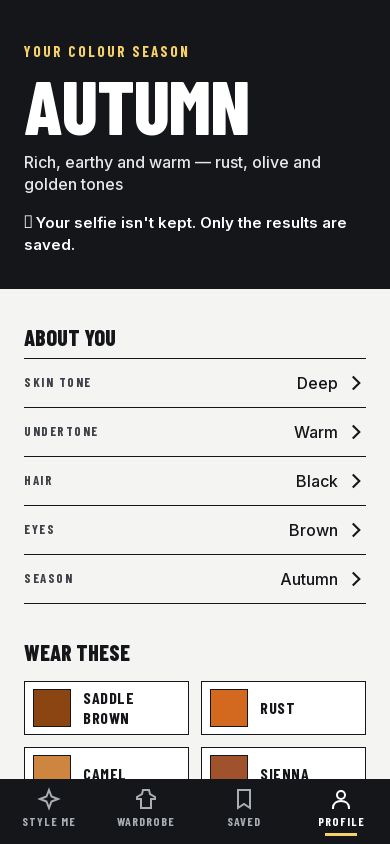 YOUR COLOUR SEASON
AUTUMN
Rich, earthy and warm — rust, olive and
golden tones
Your selfie isn't kept. Only the results are
saved.
ABOUT YOU
SKIN TONE Deep
UNDERTONE Warm
HAIR Black
EYES Brown
SEASON Autumn
WEAR THESE
SADDLE
BROWN
RUST
CAMEL
SIENNA
STYLE ME WARDROBE SAVED PROFILE